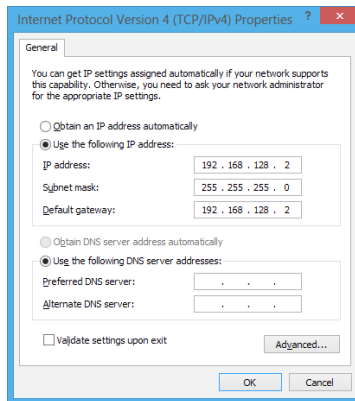 Internet Protocol Version 4 (TCP/IPv4) Properties ? ×
General
You can get IP settings assigned automatically if your network supports
this capability. Otherwise, you need to ask your network administrator
for the appropriate IP settings.
Obtain an IP address automatically
Use the following IP address:
IP address: 192 . 168 . 128 . 2
Subnet mask: 255 . 255 . 255 . 0
Default gateway: 192 . 168 . 128 . 2
Obtain DNS server address automatically
Use the following DNS server addresses:
Preferred DNS server: . . .
Alternate DNS server: . . .
Validate settings upon exit
Advanced...
OK Cancel